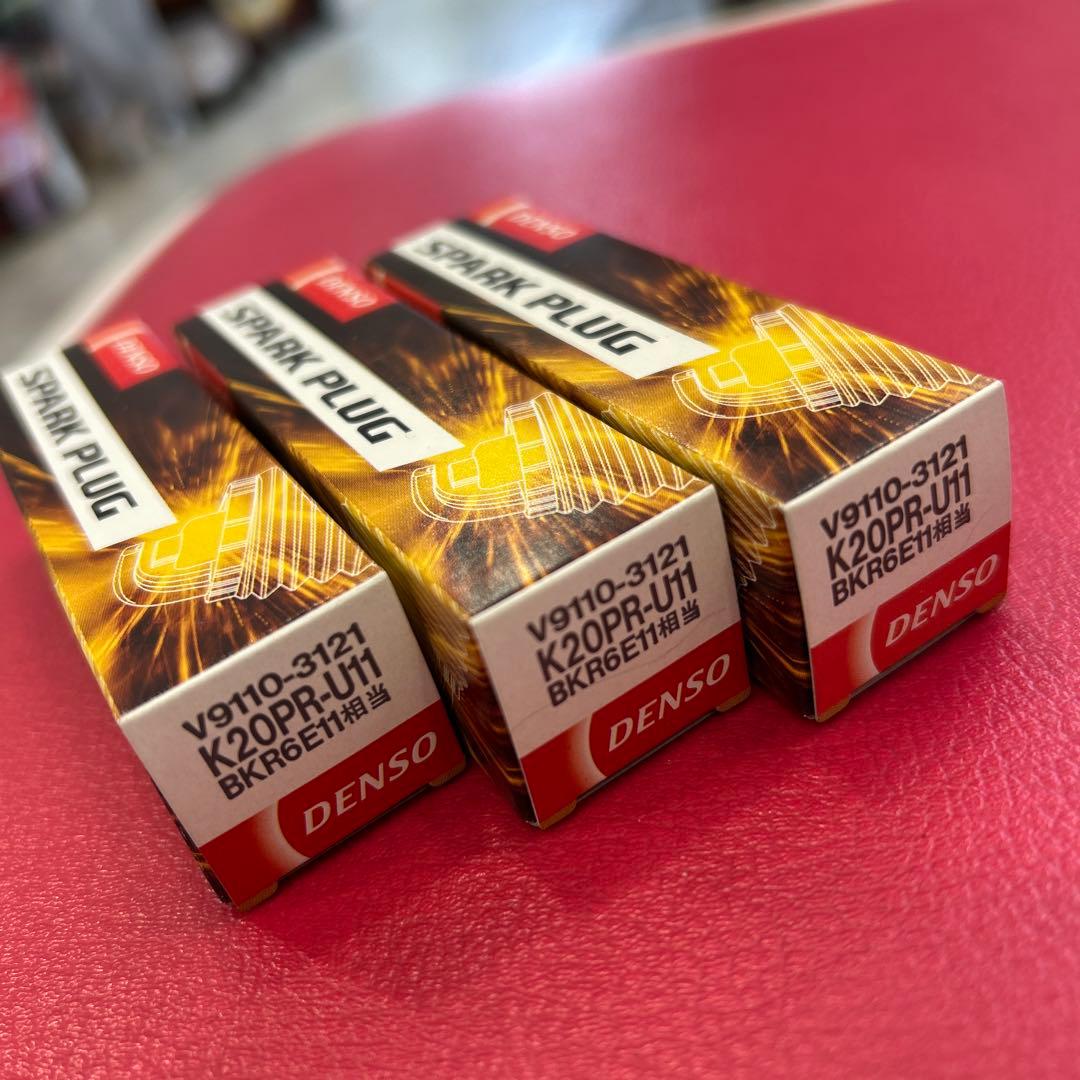 DENSO
SPARK PLUG
V9110-3121
K20PR-U11
BKR6E11相当
DENSO
DENSO
SPARK PLUG
V9110-3121
K20PR-U11
BKR6E11相当
DENSO
DENSO
SPARK PLUG
V9110-3121
K20PR-U11
BKR6E11相当
DENSO